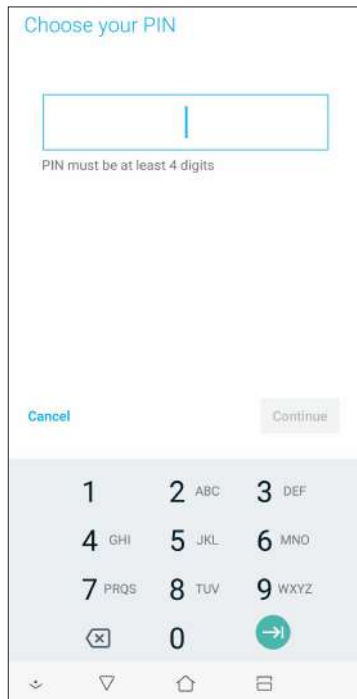 Choose your PIN
PIN must be at least 4 digits
Cancel Continue
1 2 ABC 3 DEF
4 GHI 5 JKL 6 MNO
7 PRQS 8 TUV 9 WXYZ
0